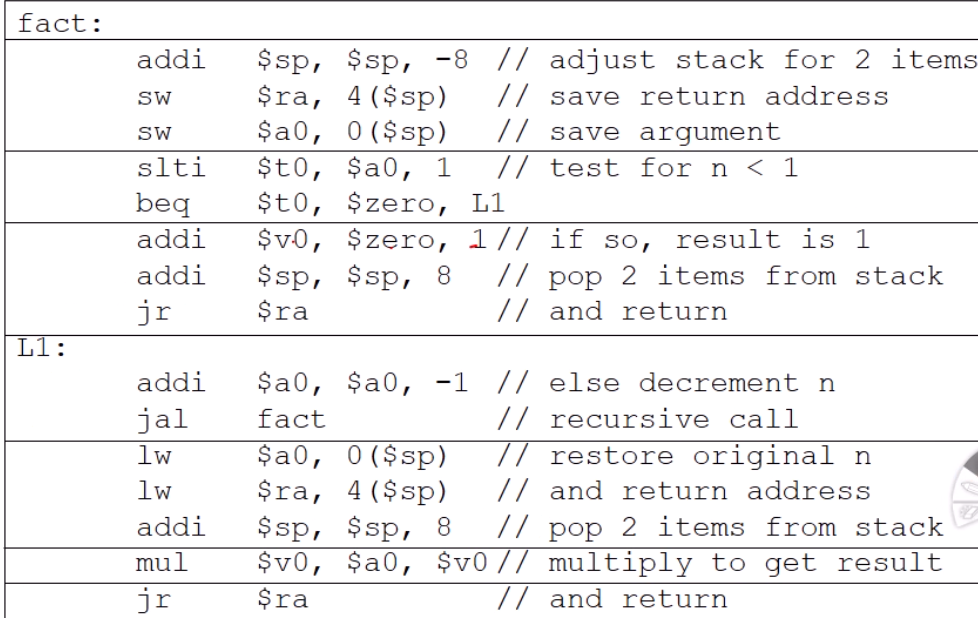 fact:
addi $sp, $sp, -8 // adjust stack for 2 items
sw $ra, 4($sp) // save return address
sw $a0, 0($sp) // save argument
slti $t0, $a0, 1 // test for n < 1
beq $t0, $zero, L1
addi $v0, $zero, 1 // if so, result is 1
addi $sp, $sp, 8 // pop 2 items from stack
jr $ra // and return
L1:
addi $a0, $a0, -1 // else decrement n
jal fact // recursive call
lw $a0, 0($sp) // restore original n
lw $ra, 4($sp) // and return address
addi $sp, $sp, 8 // pop 2 items from stack
mul $v0, $a0, $v0 // multiply to get result
jr $ra // and return